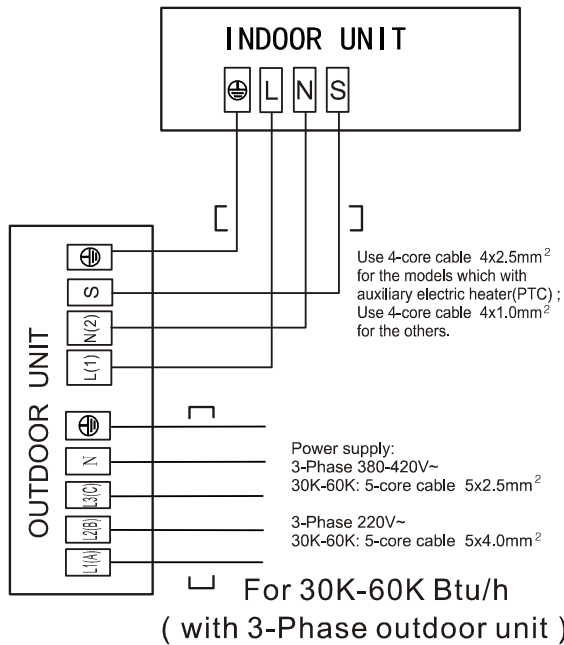 INDOOR UNIT
⏚ L N S
Use 4-core cable 4x2.5mm²
for the models which with
auxiliary electric heater(PTC) ;
Use 4-core cable 4x1.0mm²
for the others.
OUTDOOR UNIT
⏚
S
N(2)
L(1)
⏚
N
L3(C)
L2(B)
L1(A)
Power supply:
3-Phase 380-420V~
30K-60K: 5-core cable 5x2.5mm²
3-Phase 220V~
30K-60K: 5-core cable 5x4.0mm²
For 30K-60K Btu/h
( with 3-Phase outdoor unit )